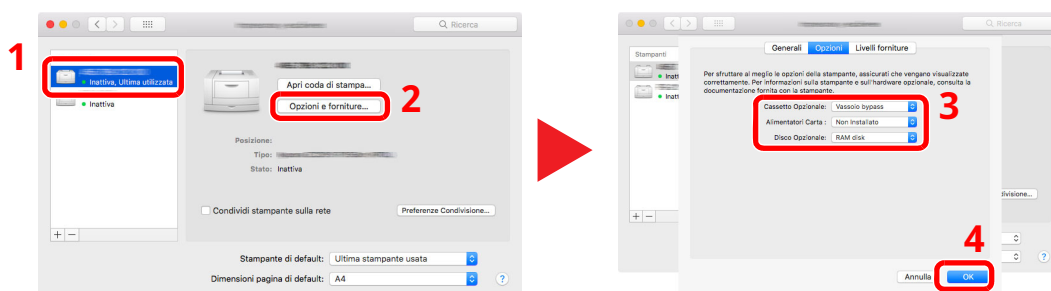 Ricerca
1
Inattiva, Ultima utilizzata
Inattiva
Apri coda di stampa...
Opzioni e forniture...
2
Posizione:
Tipo:
Stato: Inattiva
Condividi stampante sulla rete
Preferenze Condivisione...
+ −
Stampante di default: Ultima stampante usata
Dimensioni pagina di default: A4
?
Ricerca
Stampanti
Generali Opzioni Livelli forniture
Per sfruttare al meglio le opzioni della stampante, assicurati che vengano visualizzate
correttamente. Per informazioni sulla stampante e sull'hardware opzionale, consulta la
documentazione fornita con la stampante.
Cassetto Opzionale: Vassoio bypass
Alimentatori Carta : Non Installato
Disco Opzionale: RAM disk
3
Inatt
Inatt
divisione...
+ −
4
?
Annulla
OK